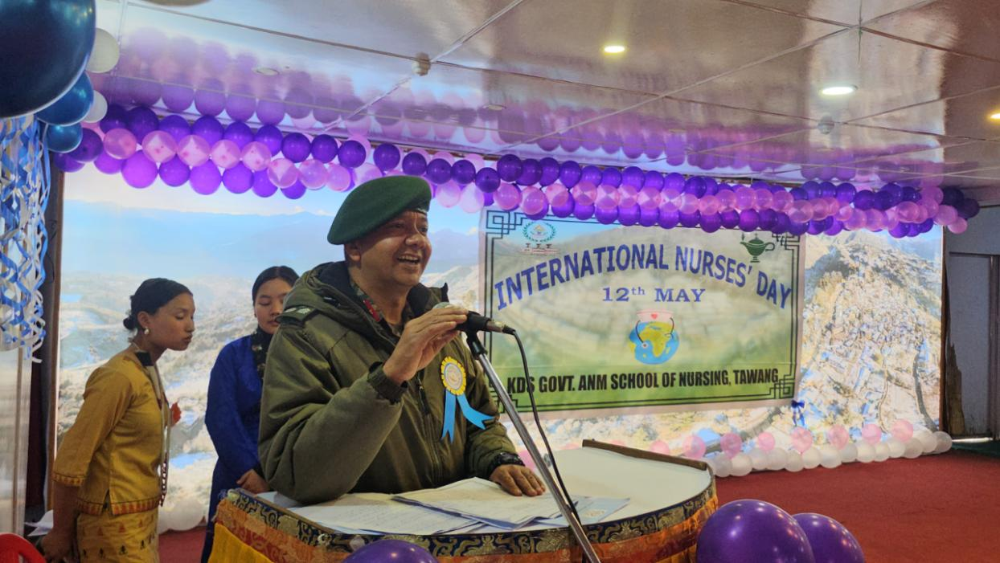 INTERNATIONAL NURSES' DAY
12th MAY
KDS GOVT. ANM SCHOOL OF NURSING, TAWANG